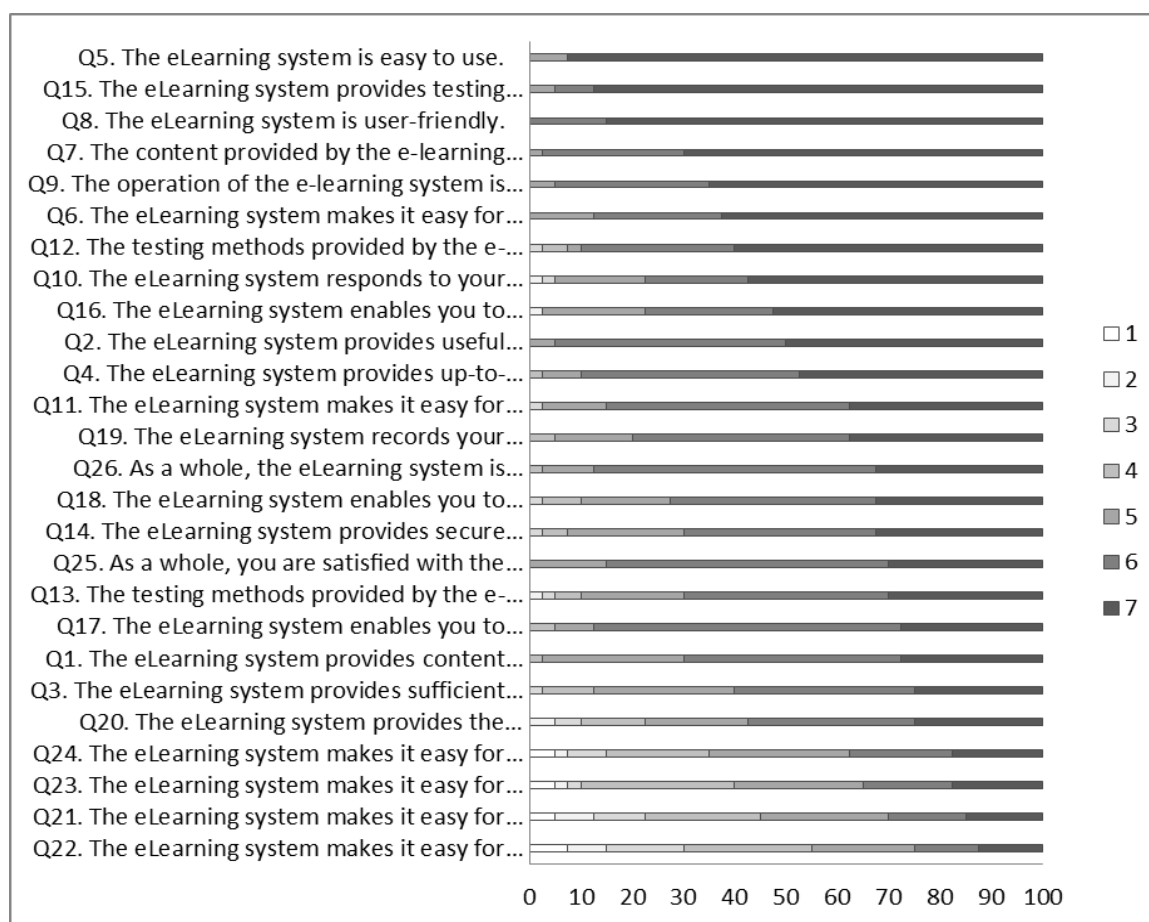 Q5. The eLearning system is easy to use.
Q15. The eLearning system provides testing...
Q8. The eLearning system is user-friendly.
Q7. The content provided by the e-learning...
Q9. The operation of the e-learning system is...
Q6. The eLearning system makes it easy for...
Q12. The testing methods provided by the e-...
Q10. The eLearning system responds to your...
Q16. The eLearning system enables you to...
Q2. The eLearning system provides useful...
Q4. The eLearning system provides up-to-...
Q11. The eLearning system makes it easy for...
Q19. The eLearning system records your...
Q26. As a whole, the eLearning system is...
Q18. The eLearning system enables you to...
Q14. The eLearning system provides secure...
Q25. As a whole, you are satisfied with the...
Q13. The testing methods provided by the e-...
Q17. The eLearning system enables you to...
Q1. The eLearning system provides content...
Q3. The eLearning system provides sufficient...
Q20. The eLearning system provides the...
Q24. The eLearning system makes it easy for...
Q23. The eLearning system makes it easy for...
Q21. The eLearning system makes it easy for...
Q22. The eLearning system makes it easy for...
0 10 20 30 40 50 60 70 80 90 100
1
2
3
4
5
6
7